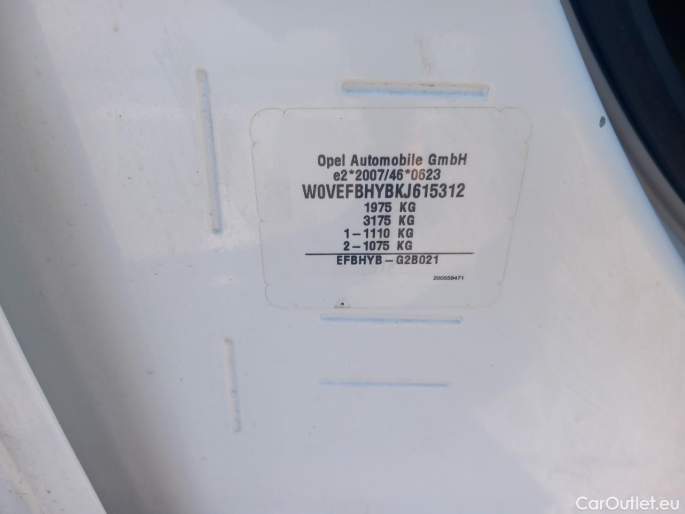 Opel Automobile GmbH
e2*2007/46*0623
W0VEFBHYBKJ615312
1975 KG
3175 KG
1-1110 KG
2-1075 KG
EFBHYB-G2B021
CarOutlet.eu